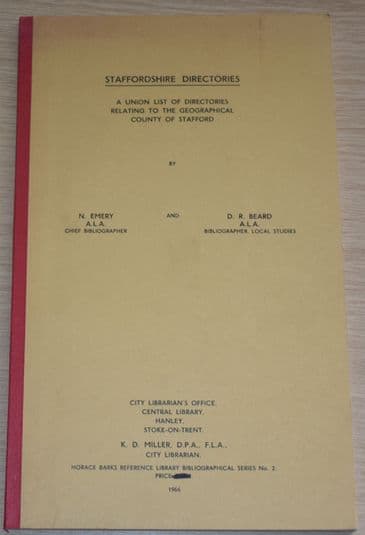 STAFFORDSHIRE DIRECTORIES
A UNION LIST OF DIRECTORIES
RELATING TO THE GEOGRAPHICAL
COUNTY OF STAFFORD
BY
N. EMERY AND D. R. BEARD
A.L.A. A.L.A.
CHIEF BIBLIOGRAPHER BIBLIOGRAPHER, LOCAL STUDIES
CITY LIBRARIAN'S OFFICE,
CENTRAL LIBRARY,
HANLEY,
STOKE-ON-TRENT.
K. D. MILLER, D.P.A., F.L.A.,
CITY LIBRARIAN.
HORACE BARKS REFERENCE LIBRARY BIBLIOGRAPHICAL SERIES No. 2.
PRICE
1966